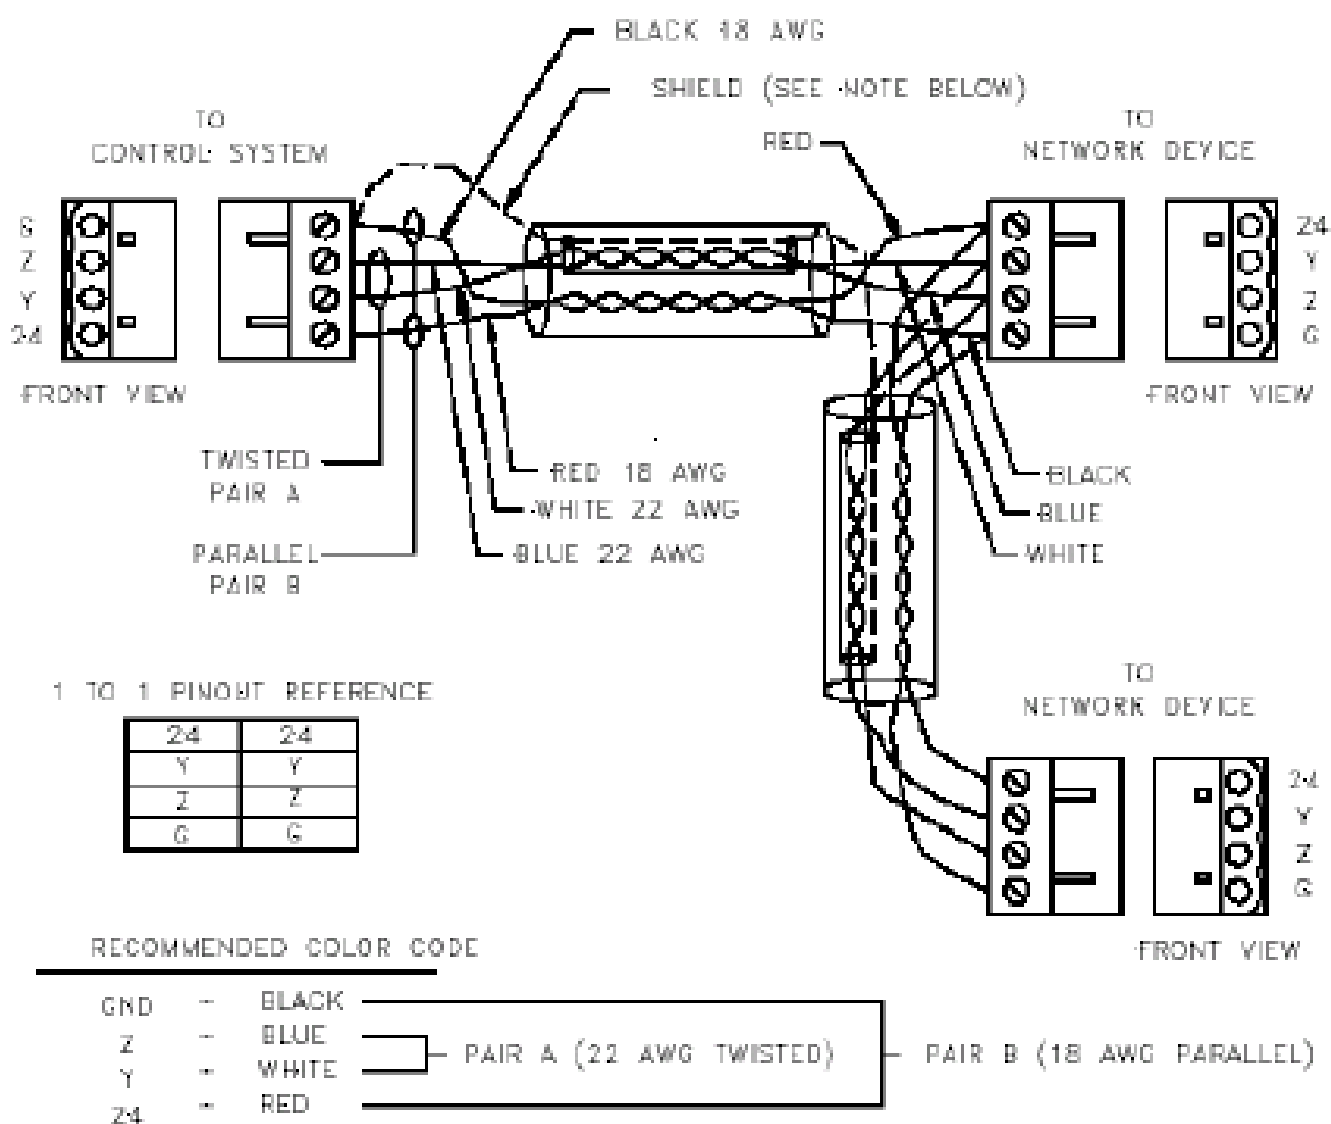 BLACK 18 AWG
SHIELD (SEE NOTE BELOW)
RED
TO
CONTROL SYSTEM
TO
NETWORK DEVICE
G
Z
Y
24
24
Y
Z
G
FRONT VIEW
FRONT VIEW
TWISTED
PAIR A
RED 18 AWG
WHITE 22 AWG
BLUE 22 AWG
PARALLEL
PAIR B
BLACK
BLUE
WHITE
1 TO 1 PINOUT REFERENCE
24 24
Y Y
Z Z
G G
TO
NETWORK DEVICE
24
Y
Z
G
FRONT VIEW
RECOMMENDED COLOR CODE
GND - BLACK
Z - BLUE
Y - WHITE
24 - RED
PAIR A (22 AWG TWISTED)
PAIR B (18 AWG PARALLEL)